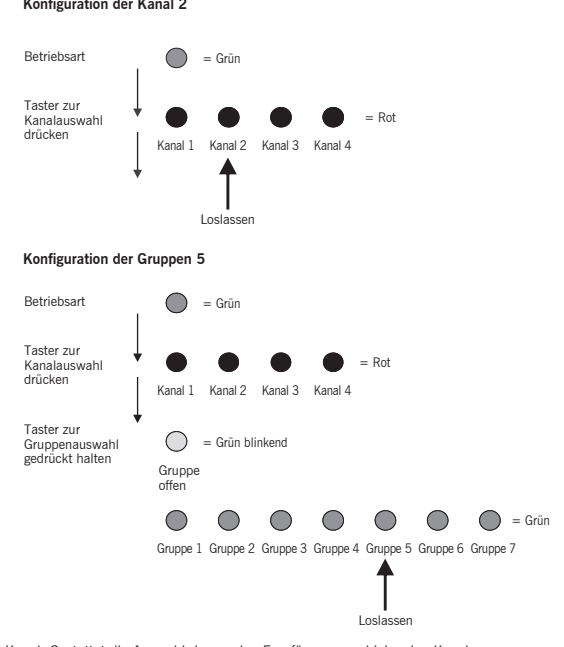 Konfiguration der Kanal 2
Betriebsart
= Grün
Taster zur
Kanalauswahl
drücken
= Rot
Kanal 1 Kanal 2 Kanal 3 Kanal 4
Loslassen
Konfiguration der Gruppen 5
Betriebsart
= Grün
Taster zur
Kanalauswahl
drücken
= Rot
Kanal 1 Kanal 2 Kanal 3 Kanal 4
Taster zur
Gruppenauswahl
gedrückt halten
= Grün blinkend
Gruppe
offen
= Grün
Gruppe 1 Gruppe 2 Gruppe 3 Gruppe 4 Gruppe 5 Gruppe 6 Gruppe 7
Loslassen